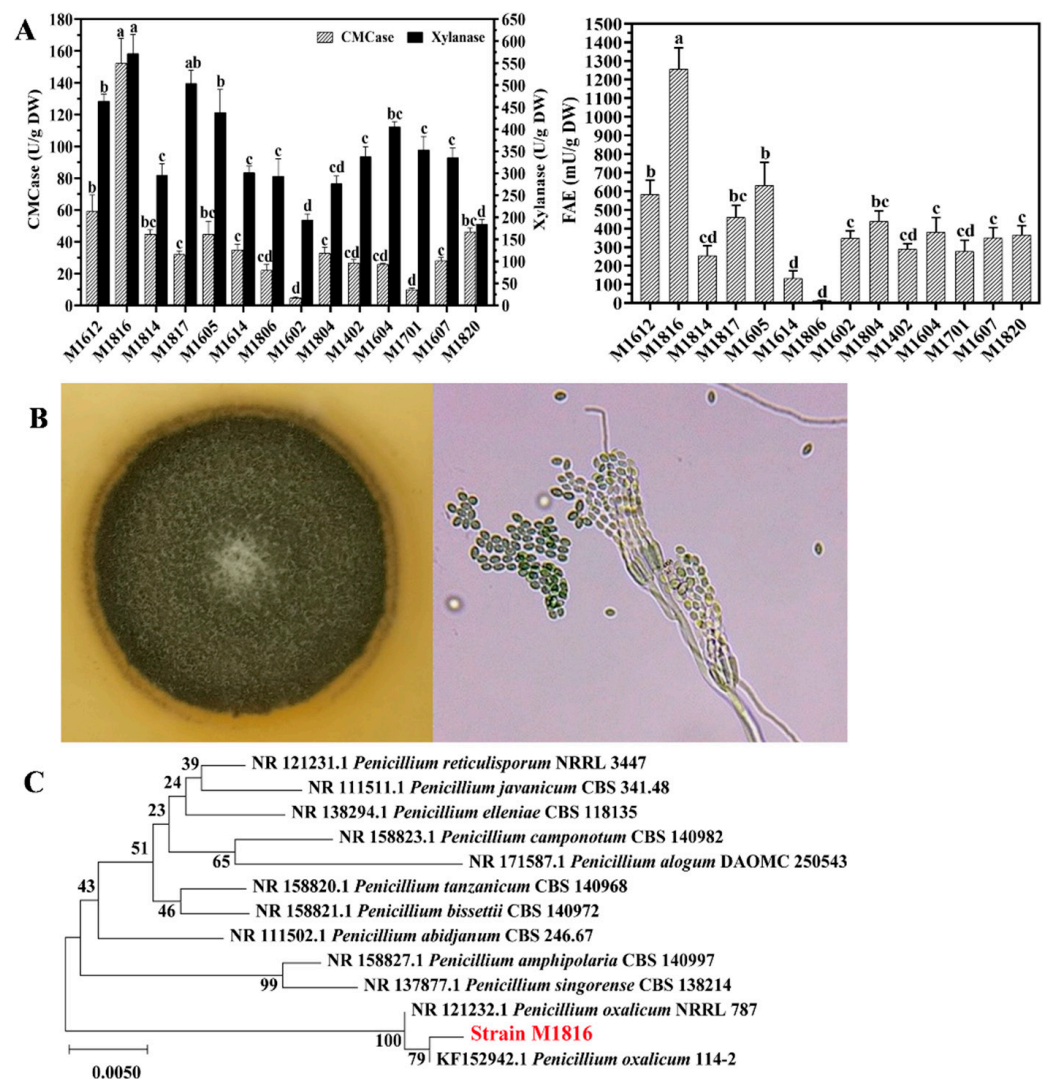 A
CMCase Xylanase
CMCase (U/g DW)
180
160
140
120
100
80
60
40
20
0
b b a a bc c c ab bc b c c c c d d cd cd cd c cd bc d c c c bc d
650
600
550
500
450
400
350
300
250
200
150
100
50
0
Xylanase (U/g DW)
M1612 M1816 M1814 M1817 M1605 M1614 M1806 M1602 M1804 M1402 M1604 M1701 M1607 M1820
FAE (mU/g DW)
1500
1400
1300
1200
1100
1000
900
800
700
600
500
400
300
200
100
0
b a cd bc b d d c c cd c cd c c
M1612 M1816 M1814 M1817 M1605 M1614 M1806 M1602 M1804 M1402 M1604 M1701 M1607 M1820
B
C
39 NR 121231.1 Penicillium reticulisporum NRRL 3447
24 NR 111511.1 Penicillium javanicum CBS 341.48
23 NR 138294.1 Penicillium elleniae CBS 118135
NR 158823.1 Penicillium camponotum CBS 140982
51 65 NR 171587.1 Penicillium alogum DAOMC 250543
43 NR 158820.1 Penicillium tanzanicum CBS 140968
46 NR 158821.1 Penicillium bissettii CBS 140972
NR 111502.1 Penicillium abidjanum CBS 246.67
NR 158827.1 Penicillium amphipolaria CBS 140997
99 NR 137877.1 Penicillium singorense CBS 138214
NR 121232.1 Penicillium oxalicum NRRL 787
100 Strain M1816
79 KF152942.1 Penicillium oxalicum 114-2
0.0050